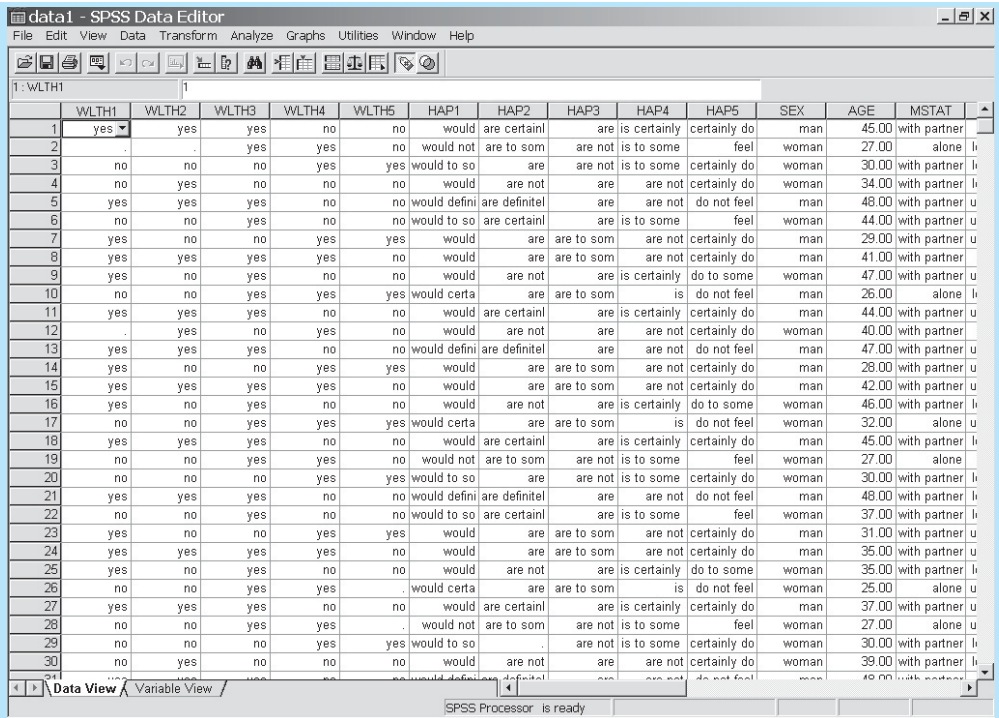 data1 - SPSS Data Editor
File Edit View Data Transform Analyze Graphs Utilities Window Help
1 : WLTH1 1
WLTH1 WLTH2 WLTH3 WLTH4 WLTH5 HAP1 HAP2 HAP3 HAP4 HAP5 SEX AGE MSTAT
1 yes yes yes no no would are certainl are is certainly certainly do man 45.00 with partner
2 . . yes yes no would not are to som are not is to some feel woman 27.00 alone
3 no no no yes yes would to so are are not is to some certainly do woman 30.00 with partner
4 no yes no no no would are not are are not certainly do woman 34.00 with partner
5 yes yes yes yes no would defini are definitel are are not do not feel man 48.00 with partner u
6 no no yes no no would to so are certainl are is to some feel woman 44.00 with partner u
7 yes no no yes yes would are are to som are not certainly do man 29.00 with partner u
8 yes yes yes yes no would are are to som are not certainly do man 41.00 with partner
9 yes no yes no no would are not are is certainly do to some woman 47.00 with partner u
10 no no yes yes yes would certa are are to som is do not feel man 26.00 alone
11 yes yes yes no no would are certainl are is certainly certainly do man 44.00 with partner u
12 . yes no yes no would are not are are not certainly do woman 40.00 with partner
13 yes yes yes no no would defini are definitel are are not do not feel man 47.00 with partner u
14 yes no no yes yes would are are to som are not certainly do man 28.00 with partner u
15 yes yes yes yes no would are are to som are not certainly do man 42.00 with partner u
16 yes no yes no no would are not are is certainly do to some woman 46.00 with partner
17 no no yes yes yes would certa are are to som is do not feel man 32.00 alone u
18 yes yes yes no no would are certainl are is certainly certainly do man 45.00 with partner
19 no no yes yes no would not are to som are not is to some feel woman 27.00 alone
20 no no no yes yes would to so are are not is to some certainly do woman 30.00 with partner
21 yes yes yes yes no would defini are definitel are are not do not feel man 48.00 with partner
22 no no yes no no would to so are certainl are is to some feel woman 37.00 with partner u
23 yes no no yes yes would are are to som are not certainly do man 31.00 with partner u
24 yes yes yes yes no would are are to som are not certainly do man 35.00 with partner u
25 yes no yes no no would are not are is certainly do to some woman 35.00 with partner
26 no no yes yes . would certa are are to som is do not feel man 25.00 alone u
27 yes yes yes no no would are certainl are is certainly certainly do man 37.00 with partner u
28 no no yes yes . would not are to som are not is to some feel woman 27.00 alone u
29 no no no yes yes would to so . are not is to some certainly do woman 30.00 with partner
30 no yes no no no would are not are are not certainly do woman 39.00 with partner
Data View Variable View
SPSS Processor is ready